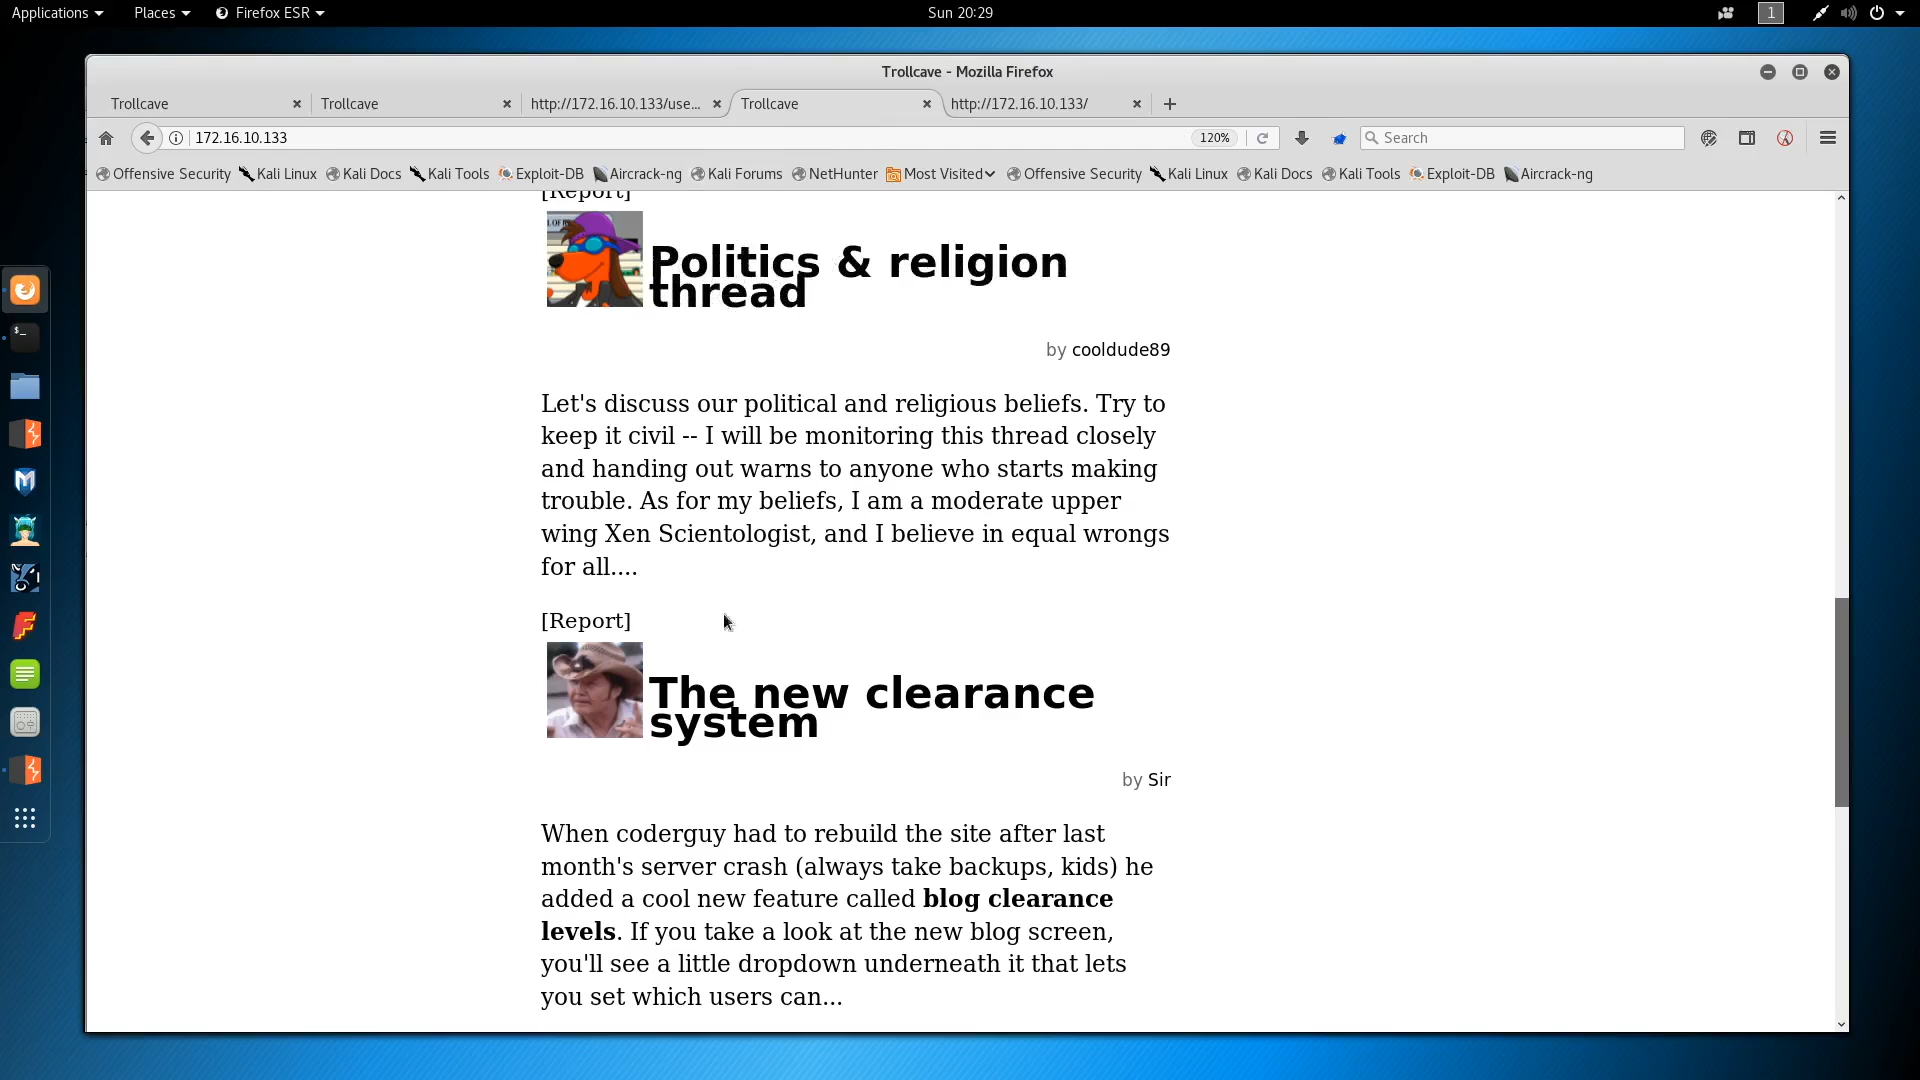 Applications Places Firefox ESR Sun 20:29 1
Trollcave - Mozilla Firefox
Trollcave Trollcave http://172.16.10.133/use... Trollcave http://172.16.10.133/
172.16.10.133 120% Search
Offensive Security Kali Linux Kali Docs Kali Tools Exploit-DB Aircrack-ng Kali Forums NetHunter Most Visited Offensive Security Kali Linux Kali Docs Kali Tools Exploit-DB Aircrack-ng
[Report]
Politics & religion
thread
by cooldude89
Let's discuss our political and religious beliefs. Try to
keep it civil -- I will be monitoring this thread closely
and handing out warns to anyone who starts making
trouble. As for my beliefs, I am a moderate upper
wing Xen Scientologist, and I believe in equal wrongs
for all....
[Report]
The new clearance
system
by Sir
When coderguy had to rebuild the site after last
month's server crash (always take backups, kids) he
added a cool new feature called blog clearance
levels. If you take a look at the new blog screen,
you'll see a little dropdown underneath it that lets
you set which users can...